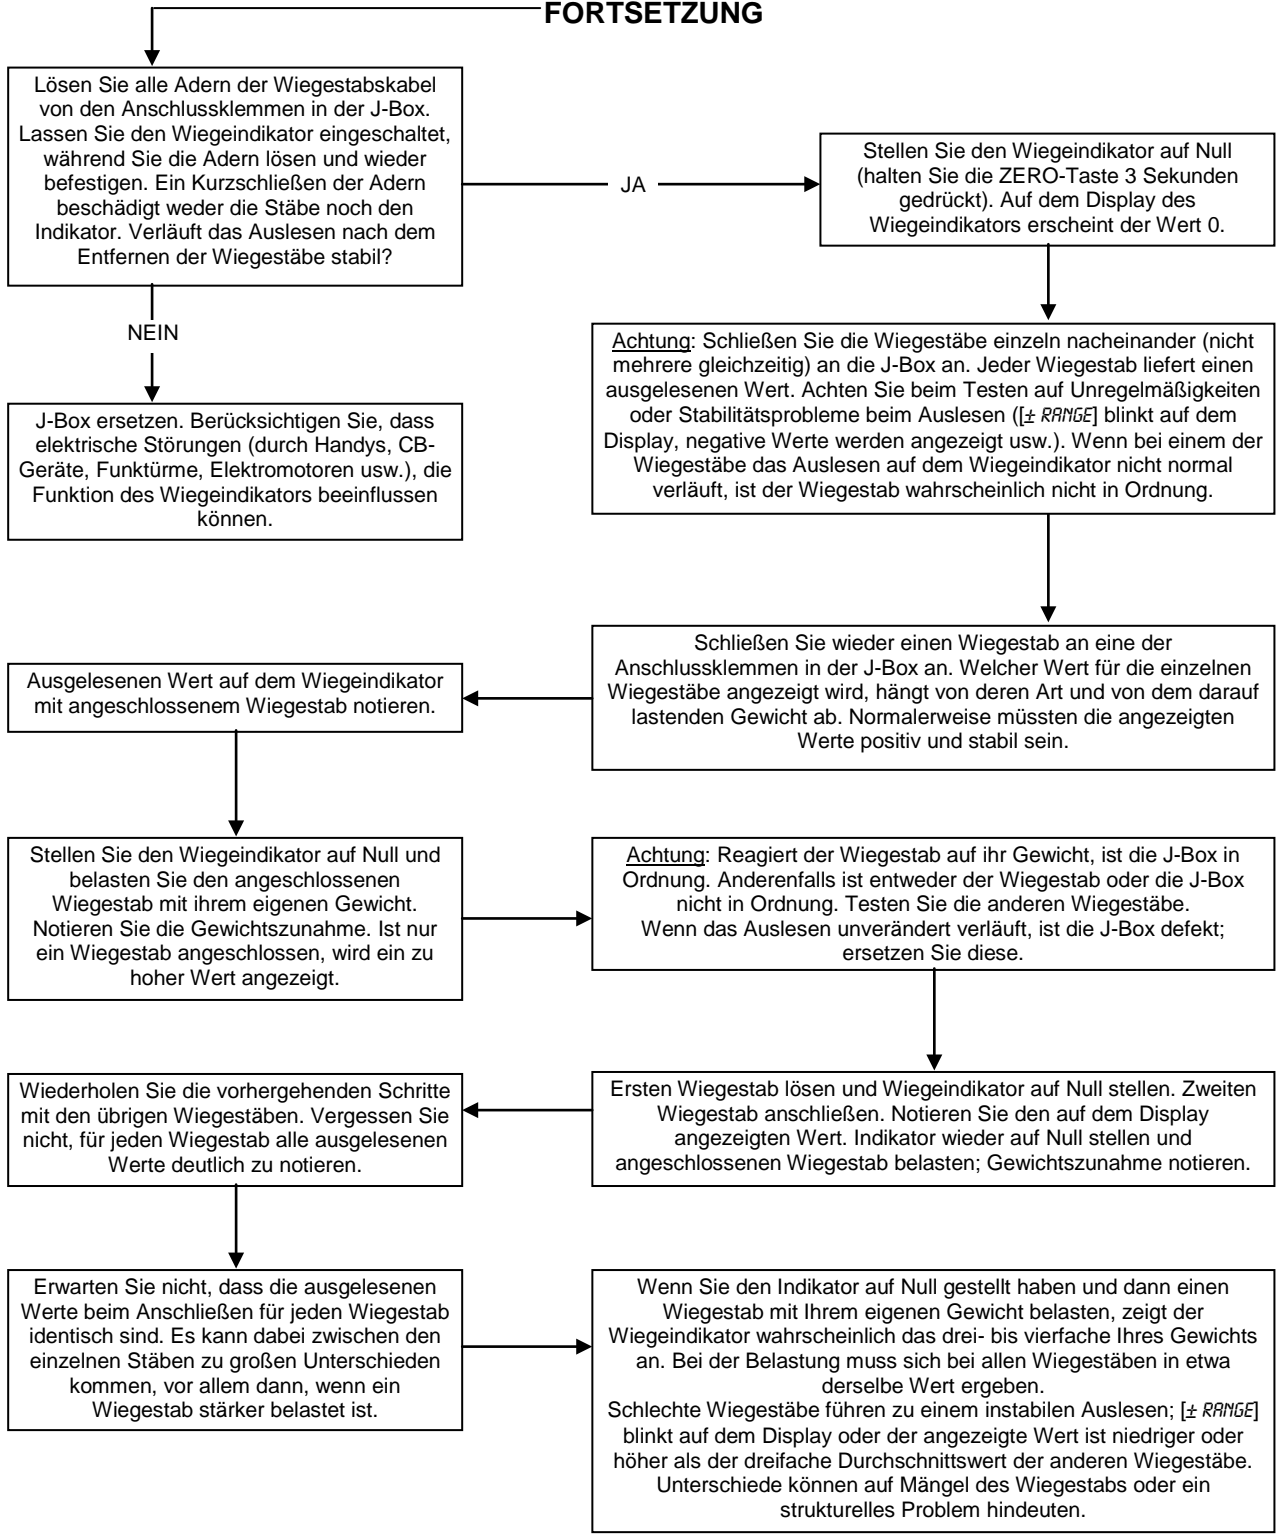 FORTSETZUNG
Lösen Sie alle Adern der Wiegestabskabel
von den Anschlussklemmen in der J-Box.
Lassen Sie den Wiegeindikator eingeschaltet,
während Sie die Adern lösen und wieder
befestigen. Ein Kurzschließen der Adern
beschädigt weder die Stäbe noch den
Indikator. Verläuft das Auslesen nach dem
Entfernen der Wiegestäbe stabil?
JA
Stellen Sie den Wiegeindikator auf Null
(halten Sie die ZERO-Taste 3 Sekunden
gedrückt). Auf dem Display des
Wiegeindikators erscheint der Wert 0.
NEIN
J-Box ersetzen. Berücksichtigen Sie, dass
elektrische Störungen (durch Handys, CB-
Geräte, Funktürme, Elektromotoren usw.), die
Funktion des Wiegeindikators beeinflussen
können.
Achtung: Schließen Sie die Wiegestäbe einzeln nacheinander (nicht
mehrere gleichzeitig) an die J-Box an. Jeder Wiegestab liefert einen
ausgelesenen Wert. Achten Sie beim Testen auf Unregelmäßigkeiten
oder Stabilitätsprobleme beim Auslesen ([± RANGE] blinkt auf dem
Display, negative Werte werden angezeigt usw.). Wenn bei einem der
Wiegestäbe das Auslesen auf dem Wiegeindikator nicht normal
verläuft, ist der Wiegestab wahrscheinlich nicht in Ordnung.
Schließen Sie wieder einen Wiegestab an eine der
Anschlussklemmen in der J-Box an. Welcher Wert für die einzelnen
Wiegestäbe angezeigt wird, hängt von deren Art und von dem darauf
lastenden Gewicht ab. Normalerweise müssten die angezeigten
Werte positiv und stabil sein.
Ausgelesenen Wert auf dem Wiegeindikator
mit angeschlossenem Wiegestab notieren.
Stellen Sie den Wiegeindikator auf Null und
belasten Sie den angeschlossenen
Wiegestab mit ihrem eigenen Gewicht.
Notieren Sie die Gewichtszunahme. Ist nur
ein Wiegestab angeschlossen, wird ein zu
hoher Wert angezeigt.
Achtung: Reagiert der Wiegestab auf ihr Gewicht, ist die J-Box in
Ordnung. Anderenfalls ist entweder der Wiegestab oder die J-Box
nicht in Ordnung. Testen Sie die anderen Wiegestäbe.
Wenn das Auslesen unverändert verläuft, ist die J-Box defekt;
ersetzen Sie diese.
Ersten Wiegestab lösen und Wiegeindikator auf Null stellen. Zweiten
Wiegestab anschließen. Notieren Sie den auf dem Display
angezeigten Wert. Indikator wieder auf Null stellen und
angeschlossenen Wiegestab belasten; Gewichtszunahme notieren.
Wiederholen Sie die vorhergehenden Schritte
mit den übrigen Wiegestäben. Vergessen Sie
nicht, für jeden Wiegestab alle ausgelesenen
Werte deutlich zu notieren.
Erwarten Sie nicht, dass die ausgelesenen
Werte beim Anschließen für jeden Wiegestab
identisch sind. Es kann dabei zwischen den
einzelnen Stäben zu großen Unterschieden
kommen, vor allem dann, wenn ein
Wiegestab stärker belastet ist.
Wenn Sie den Indikator auf Null gestellt haben und dann einen
Wiegestab mit Ihrem eigenen Gewicht belasten, zeigt der
Wiegeindikator wahrscheinlich das drei- bis vierfache Ihres Gewichts
an. Bei der Belastung muss sich bei allen Wiegestäben in etwa
derselbe Wert ergeben.
Schlechte Wiegestäbe führen zu einem instabilen Auslesen; [± RANGE]
blinkt auf dem Display oder der angezeigte Wert ist niedriger oder
höher als der dreifache Durchschnittswert der anderen Wiegestäbe.
Unterschiede können auf Mängel des Wiegestabs oder ein
strukturelles Problem hindeuten.